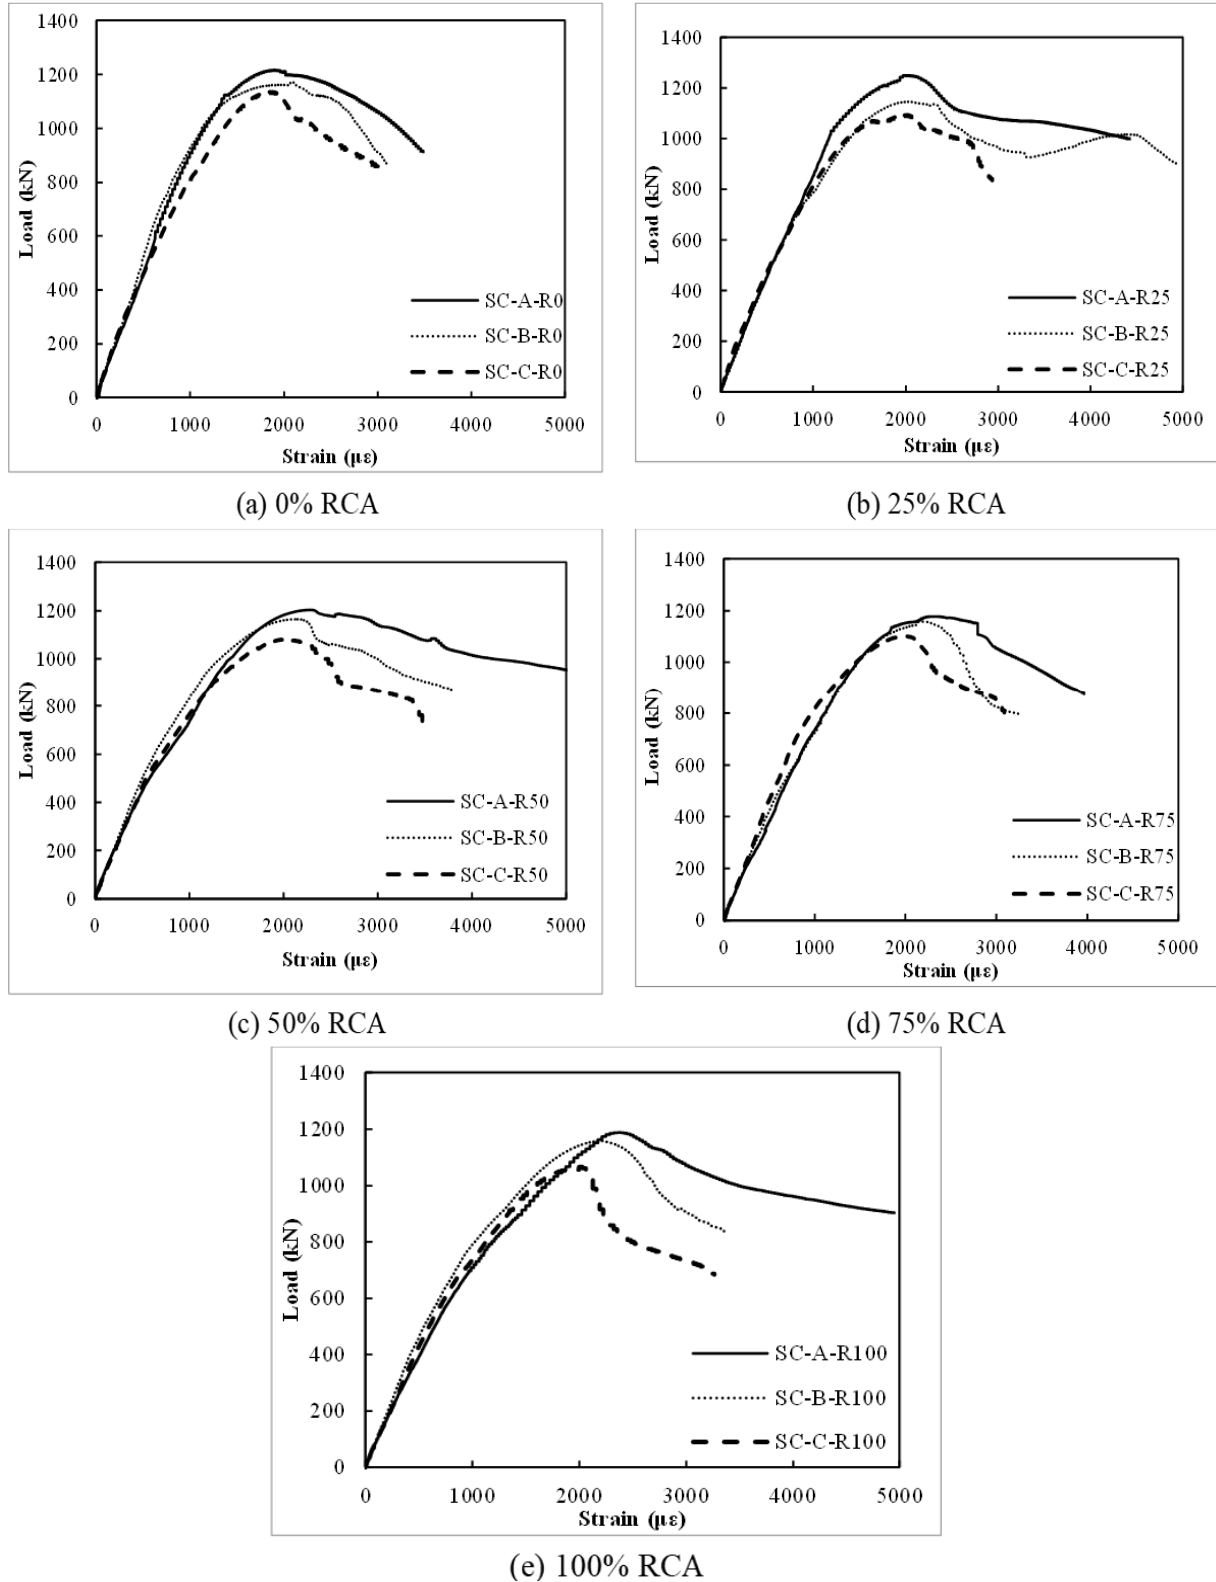 1400
1200
1000
800
600
400
200
0
Load (kN)
0 1000 2000 3000 4000 5000
Strain (με)
SC-A-R0
SC-B-R0
SC-C-R0
(a) 0% RCA
1400
1200
1000
800
600
400
200
0
Load (kN)
0 1000 2000 3000 4000 5000
Strain (με)
SC-A-R25
SC-B-R25
SC-C-R25
(b) 25% RCA
1400
1200
1000
800
600
400
200
0
Load (kN)
0 1000 2000 3000 4000 5000
Strain (με)
SC-A-R50
SC-B-R50
SC-C-R50
(c) 50% RCA
1400
1200
1000
800
600
400
200
0
Load (kN)
0 1000 2000 3000 4000 5000
Strain (με)
SC-A-R75
SC-B-R75
SC-C-R75
(d) 75% RCA
1400
1200
1000
800
600
400
200
0
Load (kN)
0 1000 2000 3000 4000 5000
Strain (με)
SC-A-R100
SC-B-R100
SC-C-R100
(e) 100% RCA